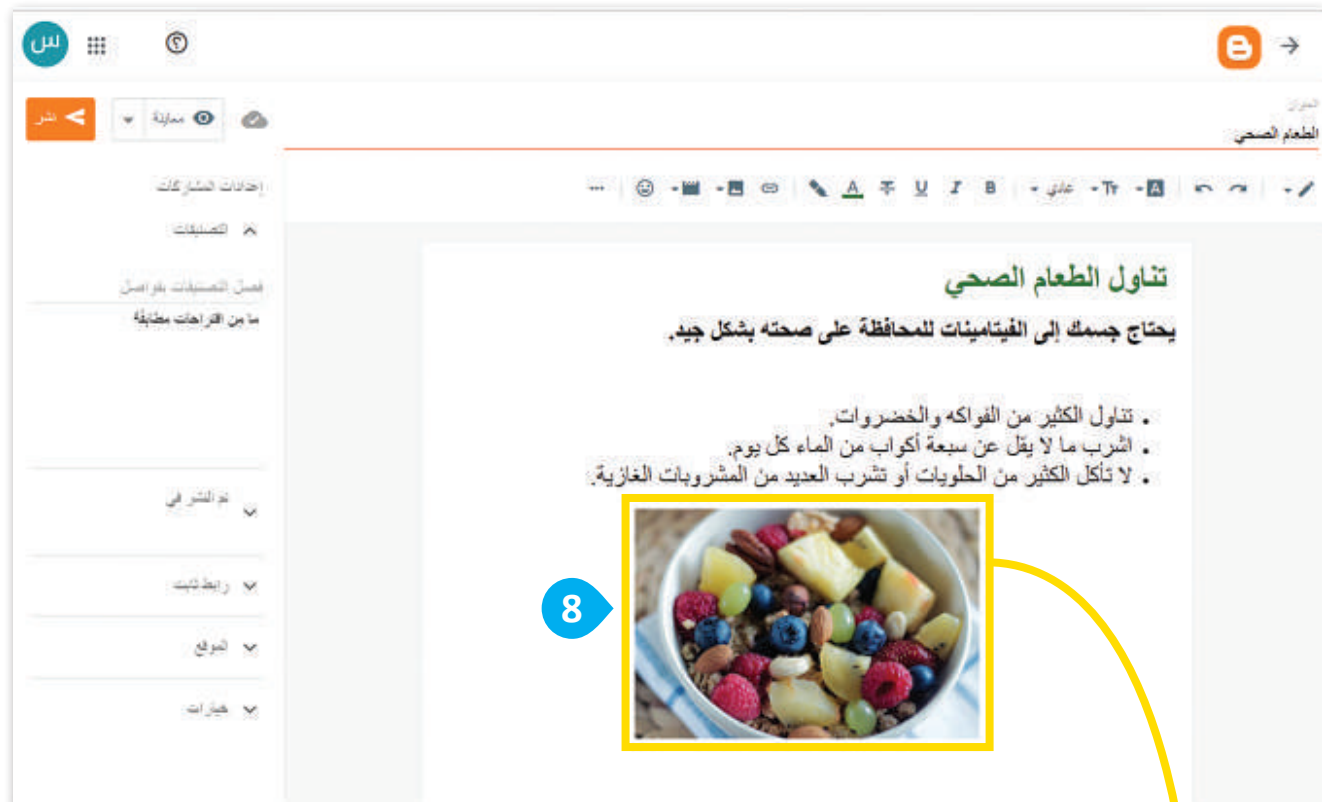 س
العنوان
الطعام الصحي
نشر
معاينة
عادي
إعدادات المشاركات
التصنيفات
فصل التصنيفات بفواصل
ما من اقتراحات مطابقة
تم النشر في
رابط ثابت
الموقع
خيارات
تناول الطعام الصحي
يحتاج جسمك إلى الفيتامينات للمحافظة على صحته بشكل جيد.
. تناول الكثير من الفواكه والخضروات.
. اشرب ما لا يقل عن سبعة أكواب من الماء كل يوم.
. لا تأكل الكثير من الحلويات أو تشرب العديد من المشروبات الغازية.
8